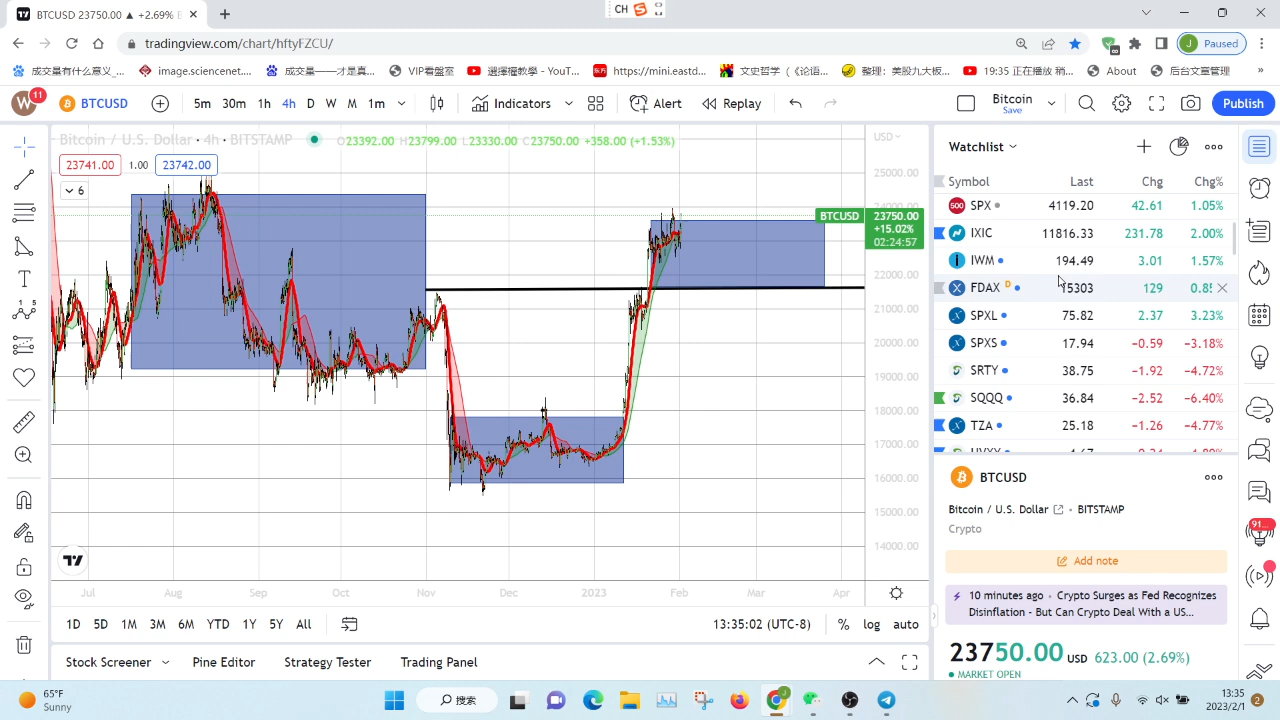 BTCUSD 23750.00 ▲ +2.69%
CH
tradingview.com/chart/hftyFZCU/
J Paused
成交量有什么意义_...
image.sciencenet....
成交量——才是真...
VIP看盤室
選擇權教學 - YouT...
https://mini.eastd...
文史哲学（《论语...
整理：美股九大板...
19:35 正在播放 稍...
About
后台文章管理
»
W 11
BTCUSD
5m 30m 1h 4h D W M 1m
Indicators
Alert
Replay
Bitcoin
Save
Publish
Bitcoin / U.S. Dollar · 4h · BITSTAMP
O23392.00 H23799.00 L23330.00 C23750.00 +358.00 (+1.53%)
USD
23741.00 1.00 23742.00
6
25000.00
24000.00
BTCUSD 23750.00
+15.02%
02:24:57
22000.00
21000.00
20000.00
19000.00
18000.00
17000.00
16000.00
15000.00
14000.00
Jul Aug Sep Oct Nov Dec 2023 Feb Mar Apr
1D 5D 1M 3M 6M YTD 1Y 5Y All
13:35:02 (UTC-8) % log auto
Stock Screener Pine Editor Strategy Tester Trading Panel
Watchlist
Symbol Last Chg Chg%
500 SPX 4119.20 42.61 1.05%
IXIC 11816.33 231.78 2.00%
IWM 194.49 3.01 1.57%
FDAX D 15303 129
SPXL 75.82 2.37 3.23%
SPXS 17.94 −0.59 −3.18%
SRTY 38.75 −1.92 −4.72%
SQQQ 36.84 −2.52 −6.40%
TZA 25.18 −1.26 −4.77%
BTCUSD
Bitcoin / U.S. Dollar • BITSTAMP
Crypto
Add note
10 minutes ago • Crypto Surges as Fed Recognizes
Disinflation - But Can Crypto Deal With a US...
23750.00 USD 623.00 (2.69%)
MARKET OPEN
91...
65°F
Sunny
搜索
13:35
2023/2/1
2